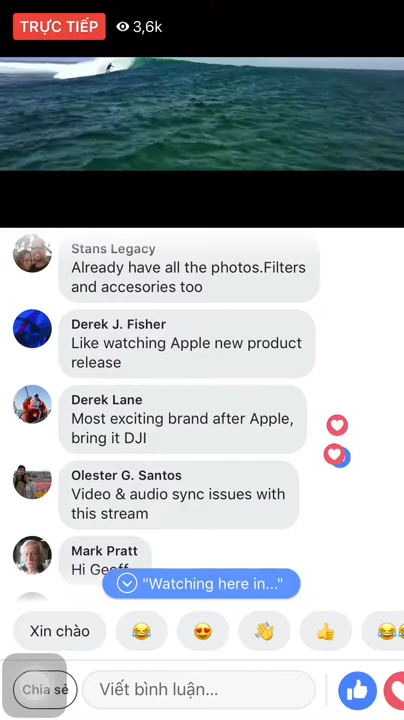 TRỰC TIẾP 3,6k
Stans Legacy
Already have all the photos.Filters
and accesories too
Derek J. Fisher
Like watching Apple new product
release
Derek Lane
Most exciting brand after Apple,
bring it DJI
Olester G. Santos
Video & audio sync issues with
this stream
Mark Pratt
Hi Geoff
"Watching here in..."
Xin chào
Chia sẻ
Viết bình luận...